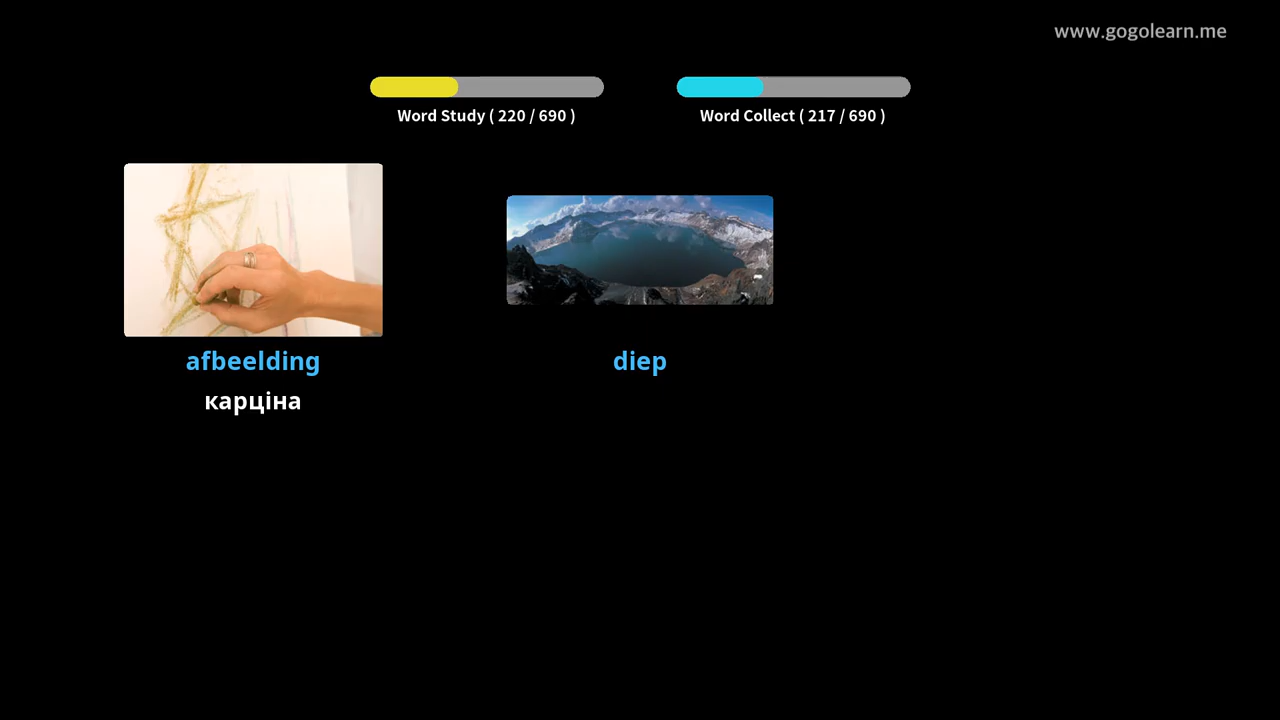 www.gogolearn.me
Word Study ( 220 / 690 )
Word Collect ( 217 / 690 )
afbeelding
diep
карціна